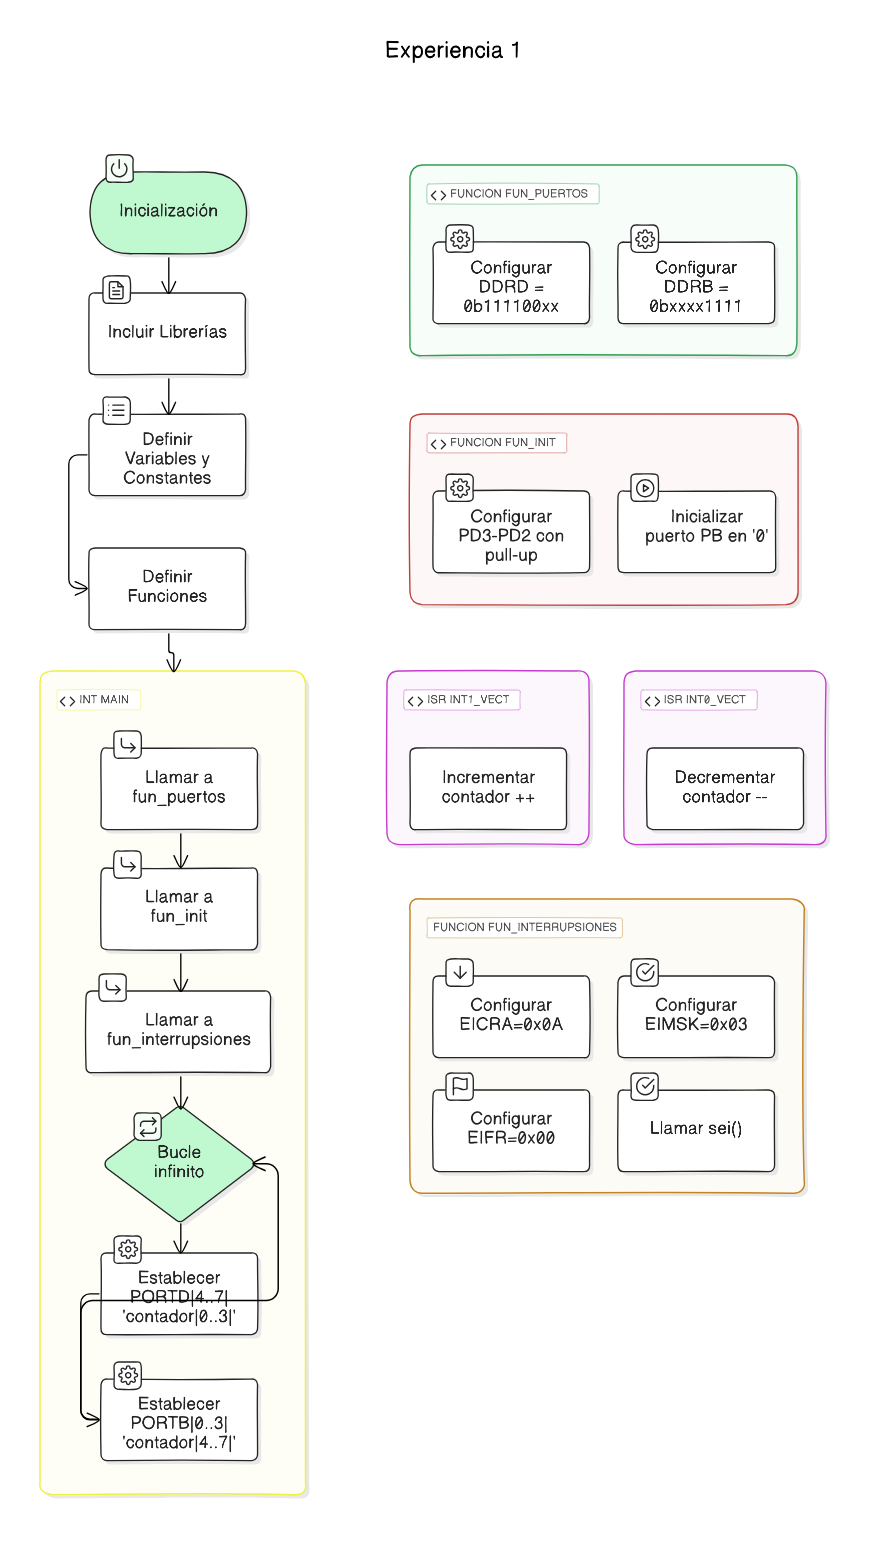 Experiencia 1
Inicialización
Incluir Librerías
Definir
Variables y
Constantes
Definir
Funciones
INT MAIN
Llamar a
fun_puertos
Llamar a
fun_init
Llamar a
fun_interrupsiones
Bucle
infinito
Establecer
PORTD|4..7|
'contador|0..3|'
Establecer
PORTB|0..3|
'contador|4..7|'
FUNCION FUN_PUERTOS
Configurar
DDRD =
0b111100xx
Configurar
DDRB =
0bxxxx1111
FUNCION FUN_INIT
Configurar
PD3-PD2 con
pull-up
Inicializar
puerto PB en '0'
ISR INT1_VECT
Incrementar
contador ++
ISR INT0_VECT
Decrementar
contador --
FUNCION FUN_INTERRUPSIONES
Configurar
EICRA=0x0A
Configurar
EIMSK=0x03
Configurar
EIFR=0x00
Llamar sei()